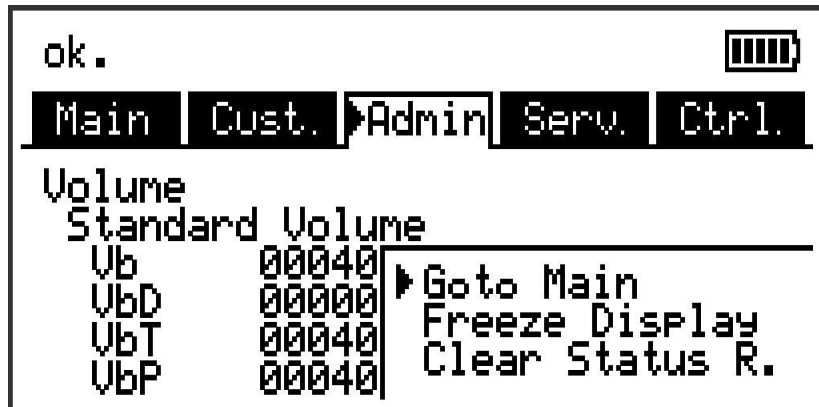 ok.
Main Cust. Admin Serv. Ctrl.
Volume
Standard Volume
Vb 00040
VbD 00000
VbT 00040
VbP 00040
Goto Main
Freeze Display
Clear Status R.